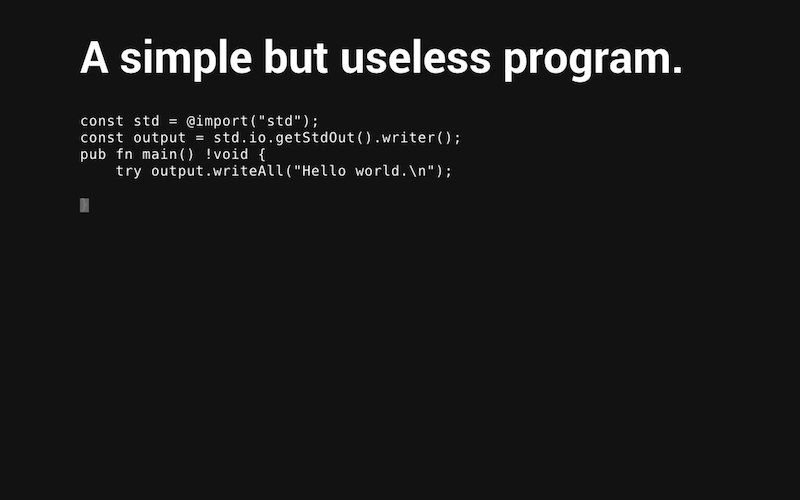 A simple but useless program.
const std = @import("std");
const output = std.io.getStdOut().writer();
pub fn main() !void {
    try output.writeAll("Hello world.\n");
}